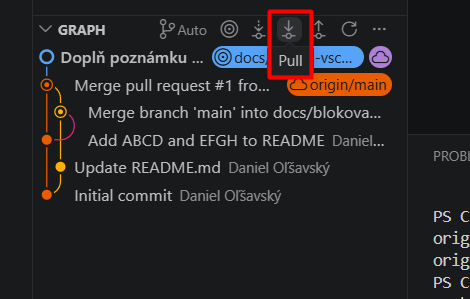 GRAPH Auto
Doplň poznámku ... docs/ -vsc...
Pull
Merge pull request #1 fro... origin/main
Merge branch 'main' into docs/blokova...
Add ABCD and EFGH to README Daniel...
Update README.md Daniel Oľšavský
Initial commit Daniel Oľšavský
PROBL
PS C
orig
orig
PS C